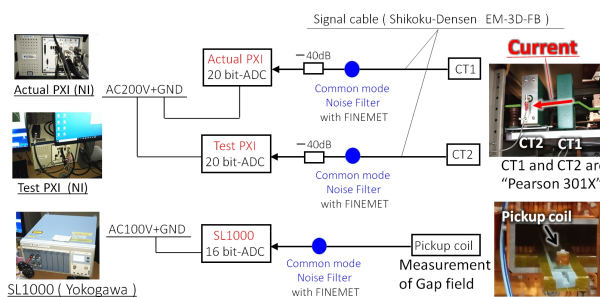 Signal cable ( Shikoku-Densen  EM-3D-FB )
Actual PXI
20 bit-ADC
−40dB
CT1
Current
Actual PXI (NI)
AC200V+GND
Common mode
Noise Filter
with FINEMET
CT2 CT1
Test PXI
20 bit-ADC
−40dB
CT2
CT1 and CT2 are
“Pearson 301X”
Test PXI (NI)
Common mode
Noise Filter
with FINEMET
Pickup coil
AC100V+GND
SL1000
16 bit-ADC
Pickup coil
Common mode
Noise Filter
with FINEMET
Measurement
of Gap field
SL1000 ( Yokogawa )